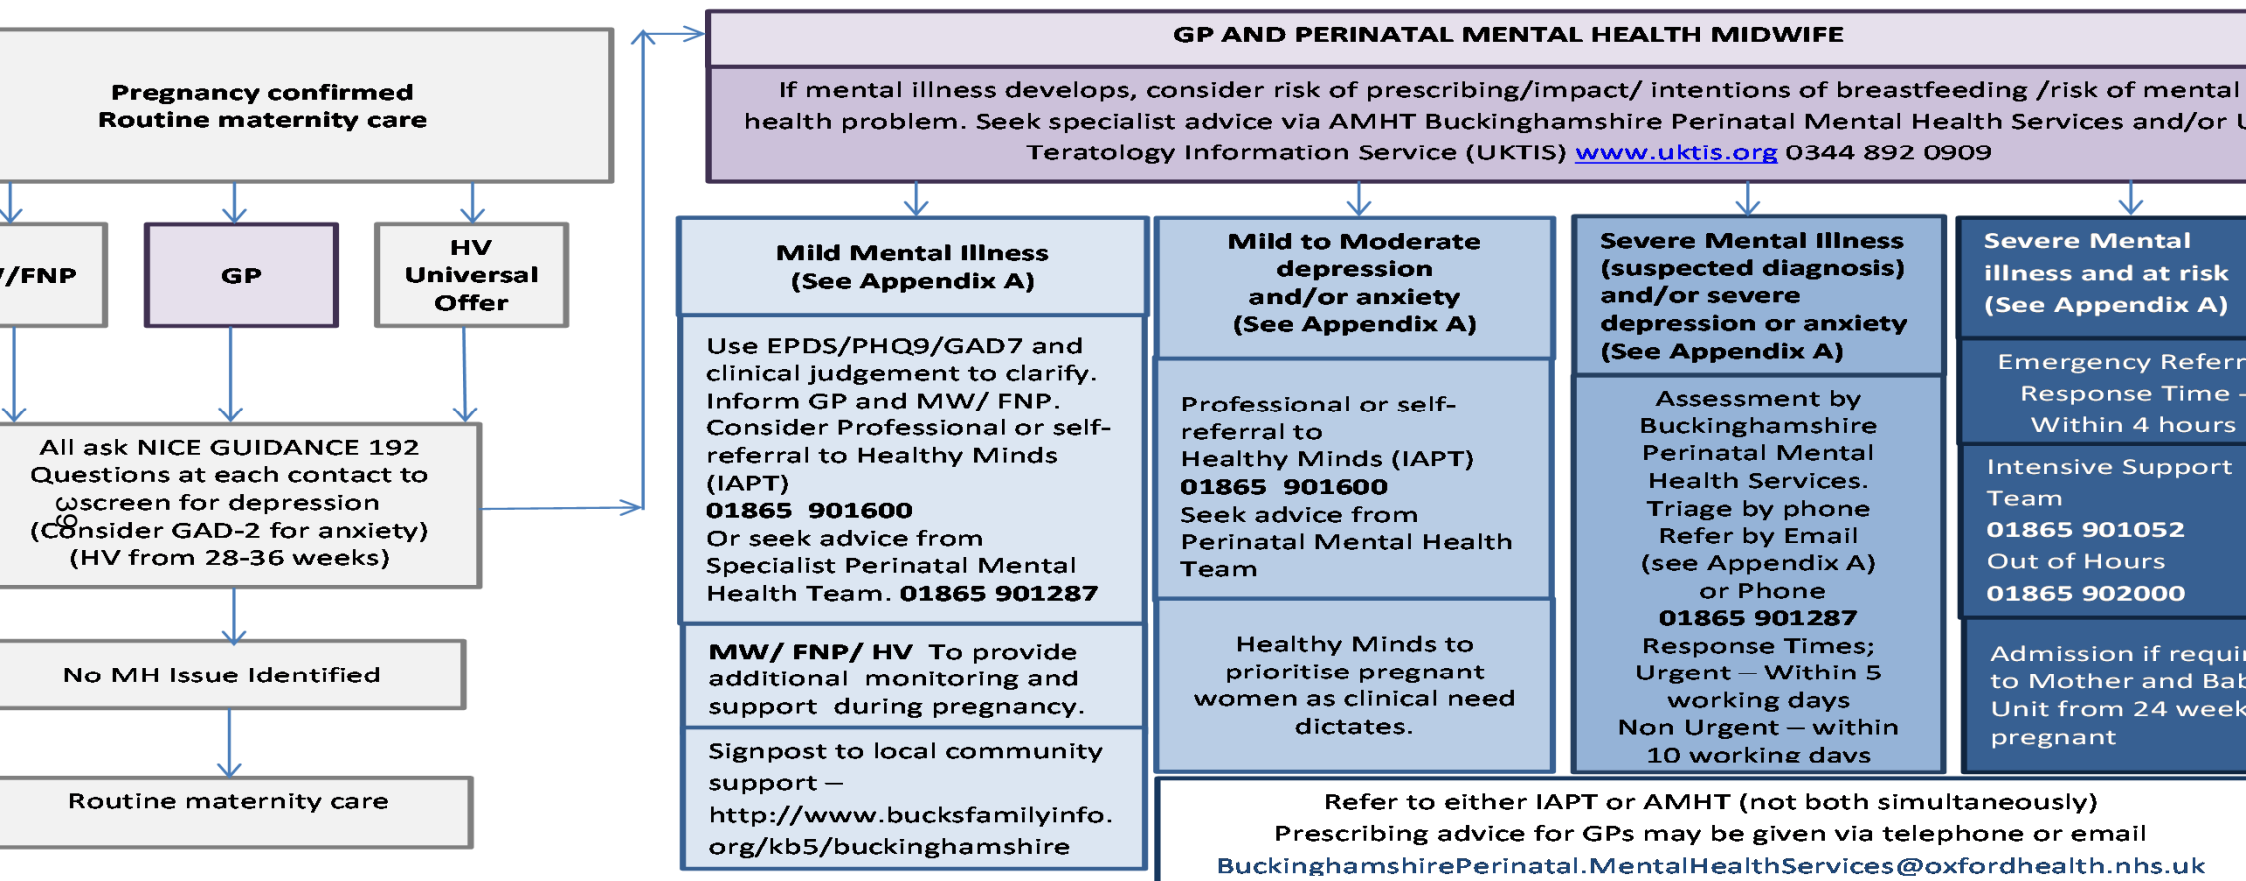 Pregnancy confirmed
Routine maternity care
/FNP
GP
HV
Universal
Offer
All ask NICE GUIDANCE 192
Questions at each contact to
screen for depression
(Consider GAD-2 for anxiety)
(HV from 28-36 weeks)
39
No MH Issue Identified
Routine maternity care
GP AND PERINATAL MENTAL HEALTH MIDWIFE
If mental illness develops, consider risk of prescribing/impact/ intentions of breastfeeding /risk of mental
health problem. Seek specialist advice via AMHT Buckinghamshire Perinatal Mental Health Services and/or
Teratology Information Service (UKTIS) www.uktis.org 0344 892 0909
Mild Mental Illness
(See Appendix A)
Use EPDS/PHQ9/GAD7 and
clinical judgement to clarify.
Inform GP and MW/ FNP.
Consider Professional or self-
referral to Healthy Minds
(IAPT)
01865 901600
Or seek advice from
Specialist Perinatal Mental
Health Team. 01865 901287
MW/ FNP/ HV To provide
additional monitoring and
support during pregnancy.
Signpost to local community
support –
http://www.bucksfamilyinfo.
org/kb5/buckinghamshire
Mild to Moderate
depression
and/or anxiety
(See Appendix A)
Professional or self-
referral to
Healthy Minds (IAPT)
01865 901600
Seek advice from
Perinatal Mental Health
Team
Healthy Minds to
prioritise pregnant
women as clinical need
dictates.
Severe Mental Illness
(suspected diagnosis)
and/or severe
depression or anxiety
(See Appendix A)
Assessment by
Buckinghamshire
Perinatal Mental
Health Services.
Triage by phone
Refer by Email
(see Appendix A)
or Phone
01865 901287
Response Times;
Urgent – Within 5
working days
Non Urgent – within
10 working days
Severe Mental
illness and at risk
(See Appendix A)
Emergency
Response Time –
Within 4 hours
Intensive Support
Team
01865 901052
Out of Hours
01865 902000
Admission if
to Mother and
Unit from 24
pregnant
Refer to either IAPT or AMHT (not both simultaneously)
Prescribing advice for GPs may be given via telephone or email
BuckinghamshirePerinatal.MentalHealthServices@oxfordhealth.nhs.uk